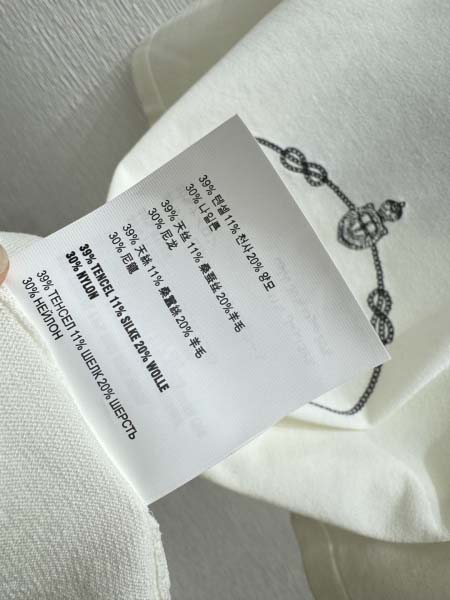 39% 텐셀 11% 천사 20% 양모
30% 나일론
39% 天丝 11% 桑蚕丝 20% 羊毛
30% 尼龙
39% 天絲 11% 桑蠶絲 20% 羊毛
30% 尼龍
39% TENCEL 11% SILKE 20% WOLLE
30% NYLON
39% ТЕНСЕЛ 11% ШЕЛК 20% ШЕРСТЬ
30% НЕЙЛОН